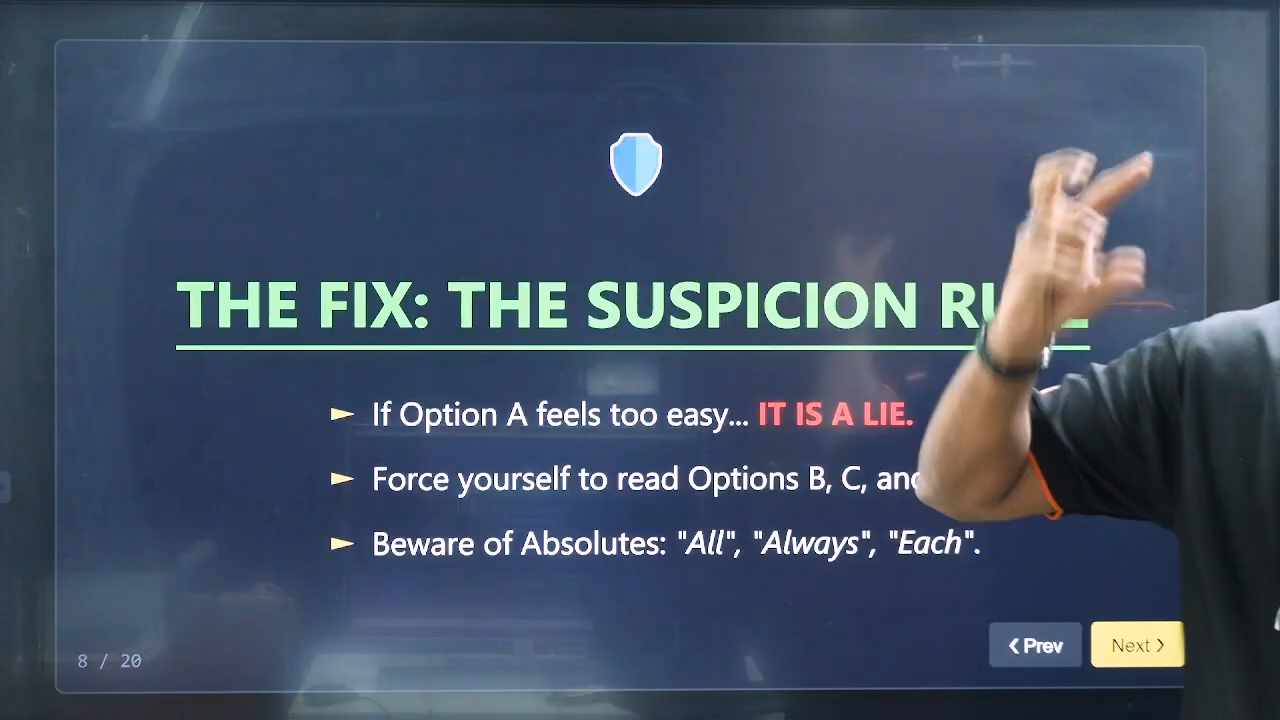 THE FIX: THE SUSPICION
If Option A feels too easy... IT IS A LIE.
Force yourself to read Options B, C, and
Beware of Absolutes: "All", "Always", "Each".
❮ Prev
Next ❯
8 / 20